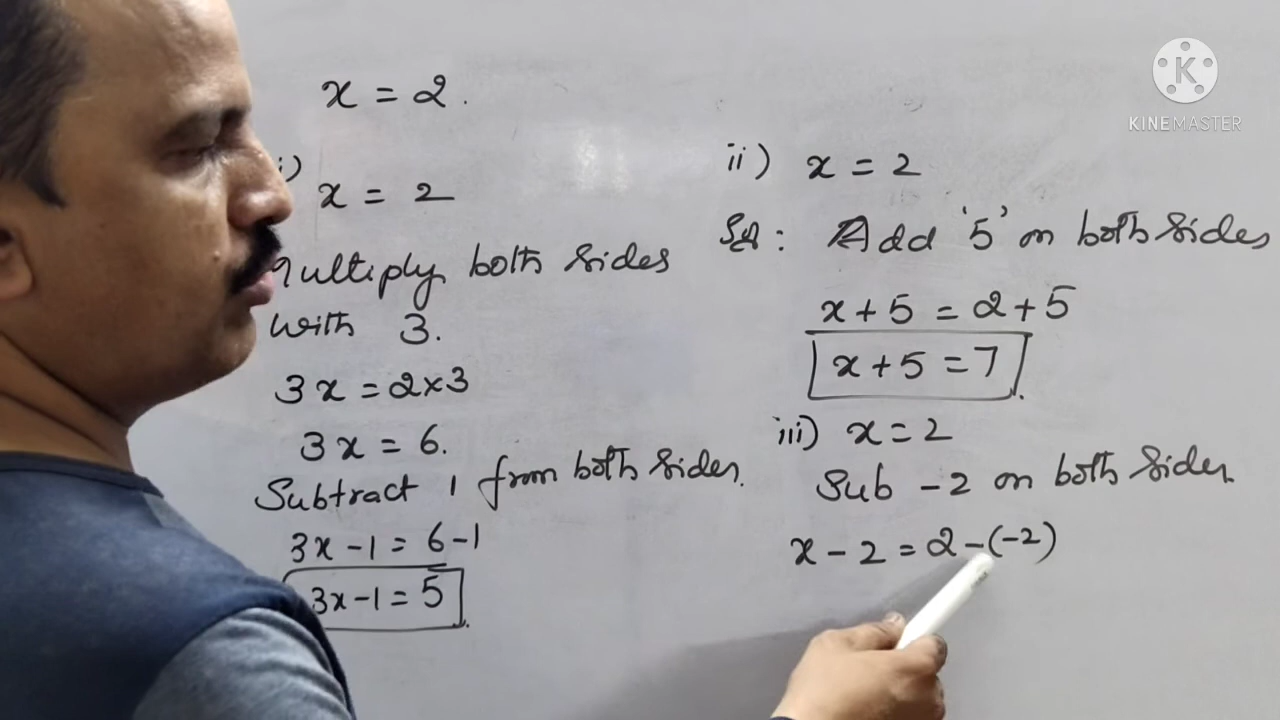 x = 2.
i)
x = 2
Multiply both sides
with 3.
3x = 2×3
3x = 6.
Subtract 1 from both sides.
3x - 1 = 6 - 1
3x - 1 = 5
ii) x = 2
Sol: Add '5' on both sides
x + 5 = 2 + 5
x + 5 = 7
iii) x = 2
Sub -2 on both sides.
x - 2 = 2 - (-2)
KINEMASTER